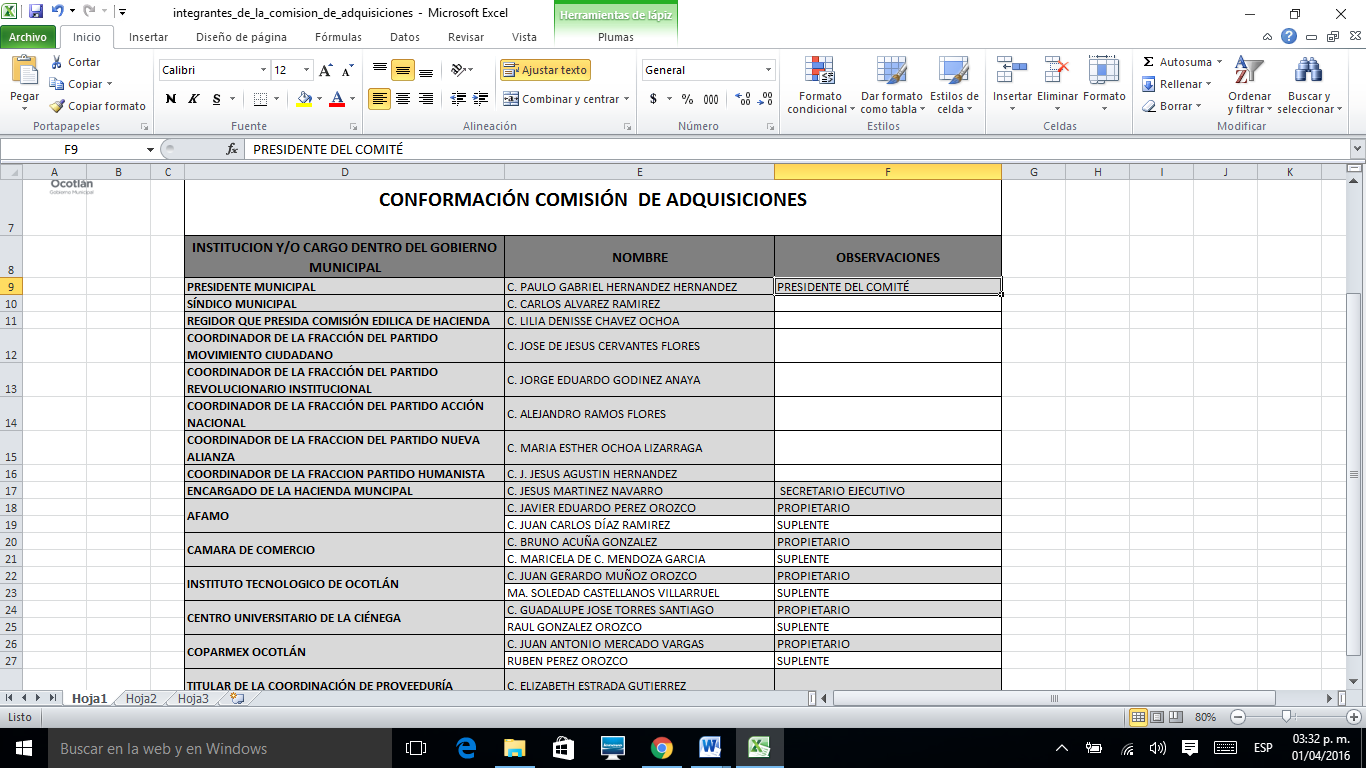 integrantes_de_la_comision_de_adquisiciones - Microsoft Excel
Herramientas de lápiz
Archivo Inicio Insertar Diseño de página Fórmulas Datos Revisar Vista Plumas
Pegar
Cortar
Copiar
Copiar formato
Portapapeles
Calibri 12
N K S
Fuente
Ajustar texto
Combinar y centrar
Alineación
General
$ % 000
Número
Formato condicional
Dar formato como tabla
Estilos de celda
Estilos
Insertar Eliminar Formato
Celdas
Autosuma
Rellenar
Borrar
Ordenar y filtrar
Buscar y seleccionar
Modificar
F9 fx PRESIDENTE DEL COMITÉ
A B C D E F G H I J K
Ocotlán
Gobierno Municipal
7 CONFORMACIÓN COMISIÓN DE ADQUISICIONES
8 INSTITUCION Y/O CARGO DENTRO DEL GOBIERNO MUNICIPAL NOMBRE OBSERVACIONES
9 PRESIDENTE MUNICIPAL C. PAULO GABRIEL HERNANDEZ HERNANDEZ PRESIDENTE DEL COMITÉ
10 SÍNDICO MUNICIPAL C. CARLOS ALVAREZ RAMIREZ
11 REGIDOR QUE PRESIDA COMISIÓN EDILICA DE HACIENDA C. LILIA DENISSE CHAVEZ OCHOA
12 COORDINADOR DE LA FRACCIÓN DEL PARTIDO MOVIMIENTO CIUDADANO C. JOSE DE JESUS CERVANTES FLORES
13 COORDINADOR DE LA FRACCIÓN DEL PARTIDO REVOLUCIONARIO INSTITUCIONAL C. JORGE EDUARDO GODINEZ ANAYA
14 COORDINADOR DE LA FRACCIÓN DEL PARTIDO ACCIÓN NACIONAL C. ALEJANDRO RAMOS FLORES
15 COORDINADOR DE LA FRACCION DEL PARTIDO NUEVA ALIANZA C. MARIA ESTHER OCHOA LIZARRAGA
16 COORDINADOR DE LA FRACCION PARTIDO HUMANISTA C. J. JESUS AGUSTIN HERNANDEZ
17 ENCARGADO DE LA HACIENDA MUNCIPAL C. JESUS MARTINEZ NAVARRO SECRETARIO EJECUTIVO
18 AFAMO C. JAVIER EDUARDO PEREZ OROZCO PROPIETARIO
19 C. JUAN CARLOS DÍAZ RAMIREZ SUPLENTE
20 CAMARA DE COMERCIO C. BRUNO ACUÑA GONZALEZ PROPIETARIO
21 C. MARICELA DE C. MENDOZA GARCIA SUPLENTE
22 INSTITUTO TECNOLOGICO DE OCOTLÁN C. JUAN GERARDO MUÑOZ OROZCO PROPIETARIO
23 MA. SOLEDAD CASTELLANOS VILLARRUEL SUPLENTE
24 CENTRO UNIVERSITARIO DE LA CIÉNEGA C. GUADALUPE JOSE TORRES SANTIAGO PROPIETARIO
25 RAUL GONZALEZ OROZCO SUPLENTE
26 COPARMEX OCOTLÁN C. JUAN ANTONIO MERCADO VARGAS PROPIETARIO
27 RUBEN PEREZ OROZCO SUPLENTE
TITULAR DE LA COORDINACIÓN DE PROVEEDURÍA C. ELIZABETH ESTRADA GUTIERREZ
Hoja1 Hoja2 Hoja3
Listo 80%
Buscar en la web y en Windows
ESP
03:32 p. m.
01/04/2016